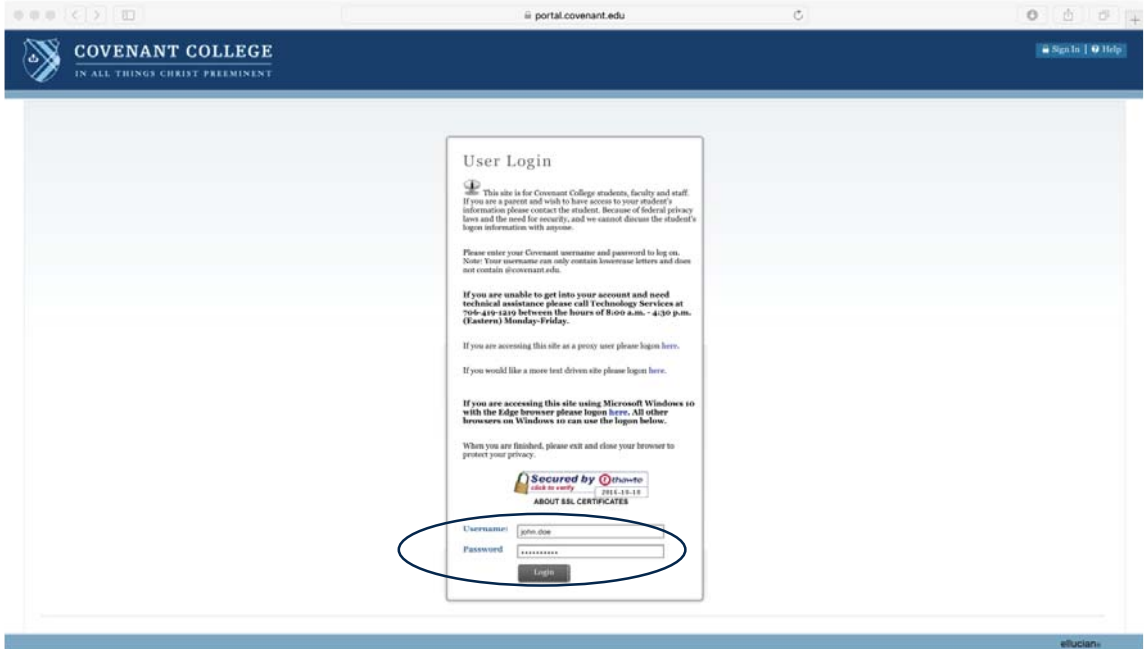 portal.covenant.edu
COVENANT COLLEGE
IN ALL THINGS CHRIST PREEMINENT
Sign In | Help
User Login
This site is for Covenant College students, faculty and staff.
If you are a parent and wish to have access to your student's
information please contact the student. Because of federal privacy
laws and the need for security, and we cannot discuss the student's
logon information with anyone.
Please enter your Covenant username and password to log on.
Note: Your username can only contain lowercase letters and does
not contain @covenant.edu.
If you are unable to get into your account and need
technical assistance please call Technology Services at
706-419-1219 between the hours of 8:00 a.m. - 4:30 p.m.
(Eastern) Monday-Friday.
If you are accessing this site as a proxy user please logon here.
If you would like a more text driven site please logon here.
If you are accessing this site using Microsoft Windows 10
with the Edge browser please logon here. All other
browsers on Windows 10 can use the logon below.
When you are finished, please exit and close your browser to
protect your privacy.
Secured by thawte
click to verify
2016-10-10
ABOUT SSL CERTIFICATES
Username: john.doe
Password ••••••••••
Login
ellucian